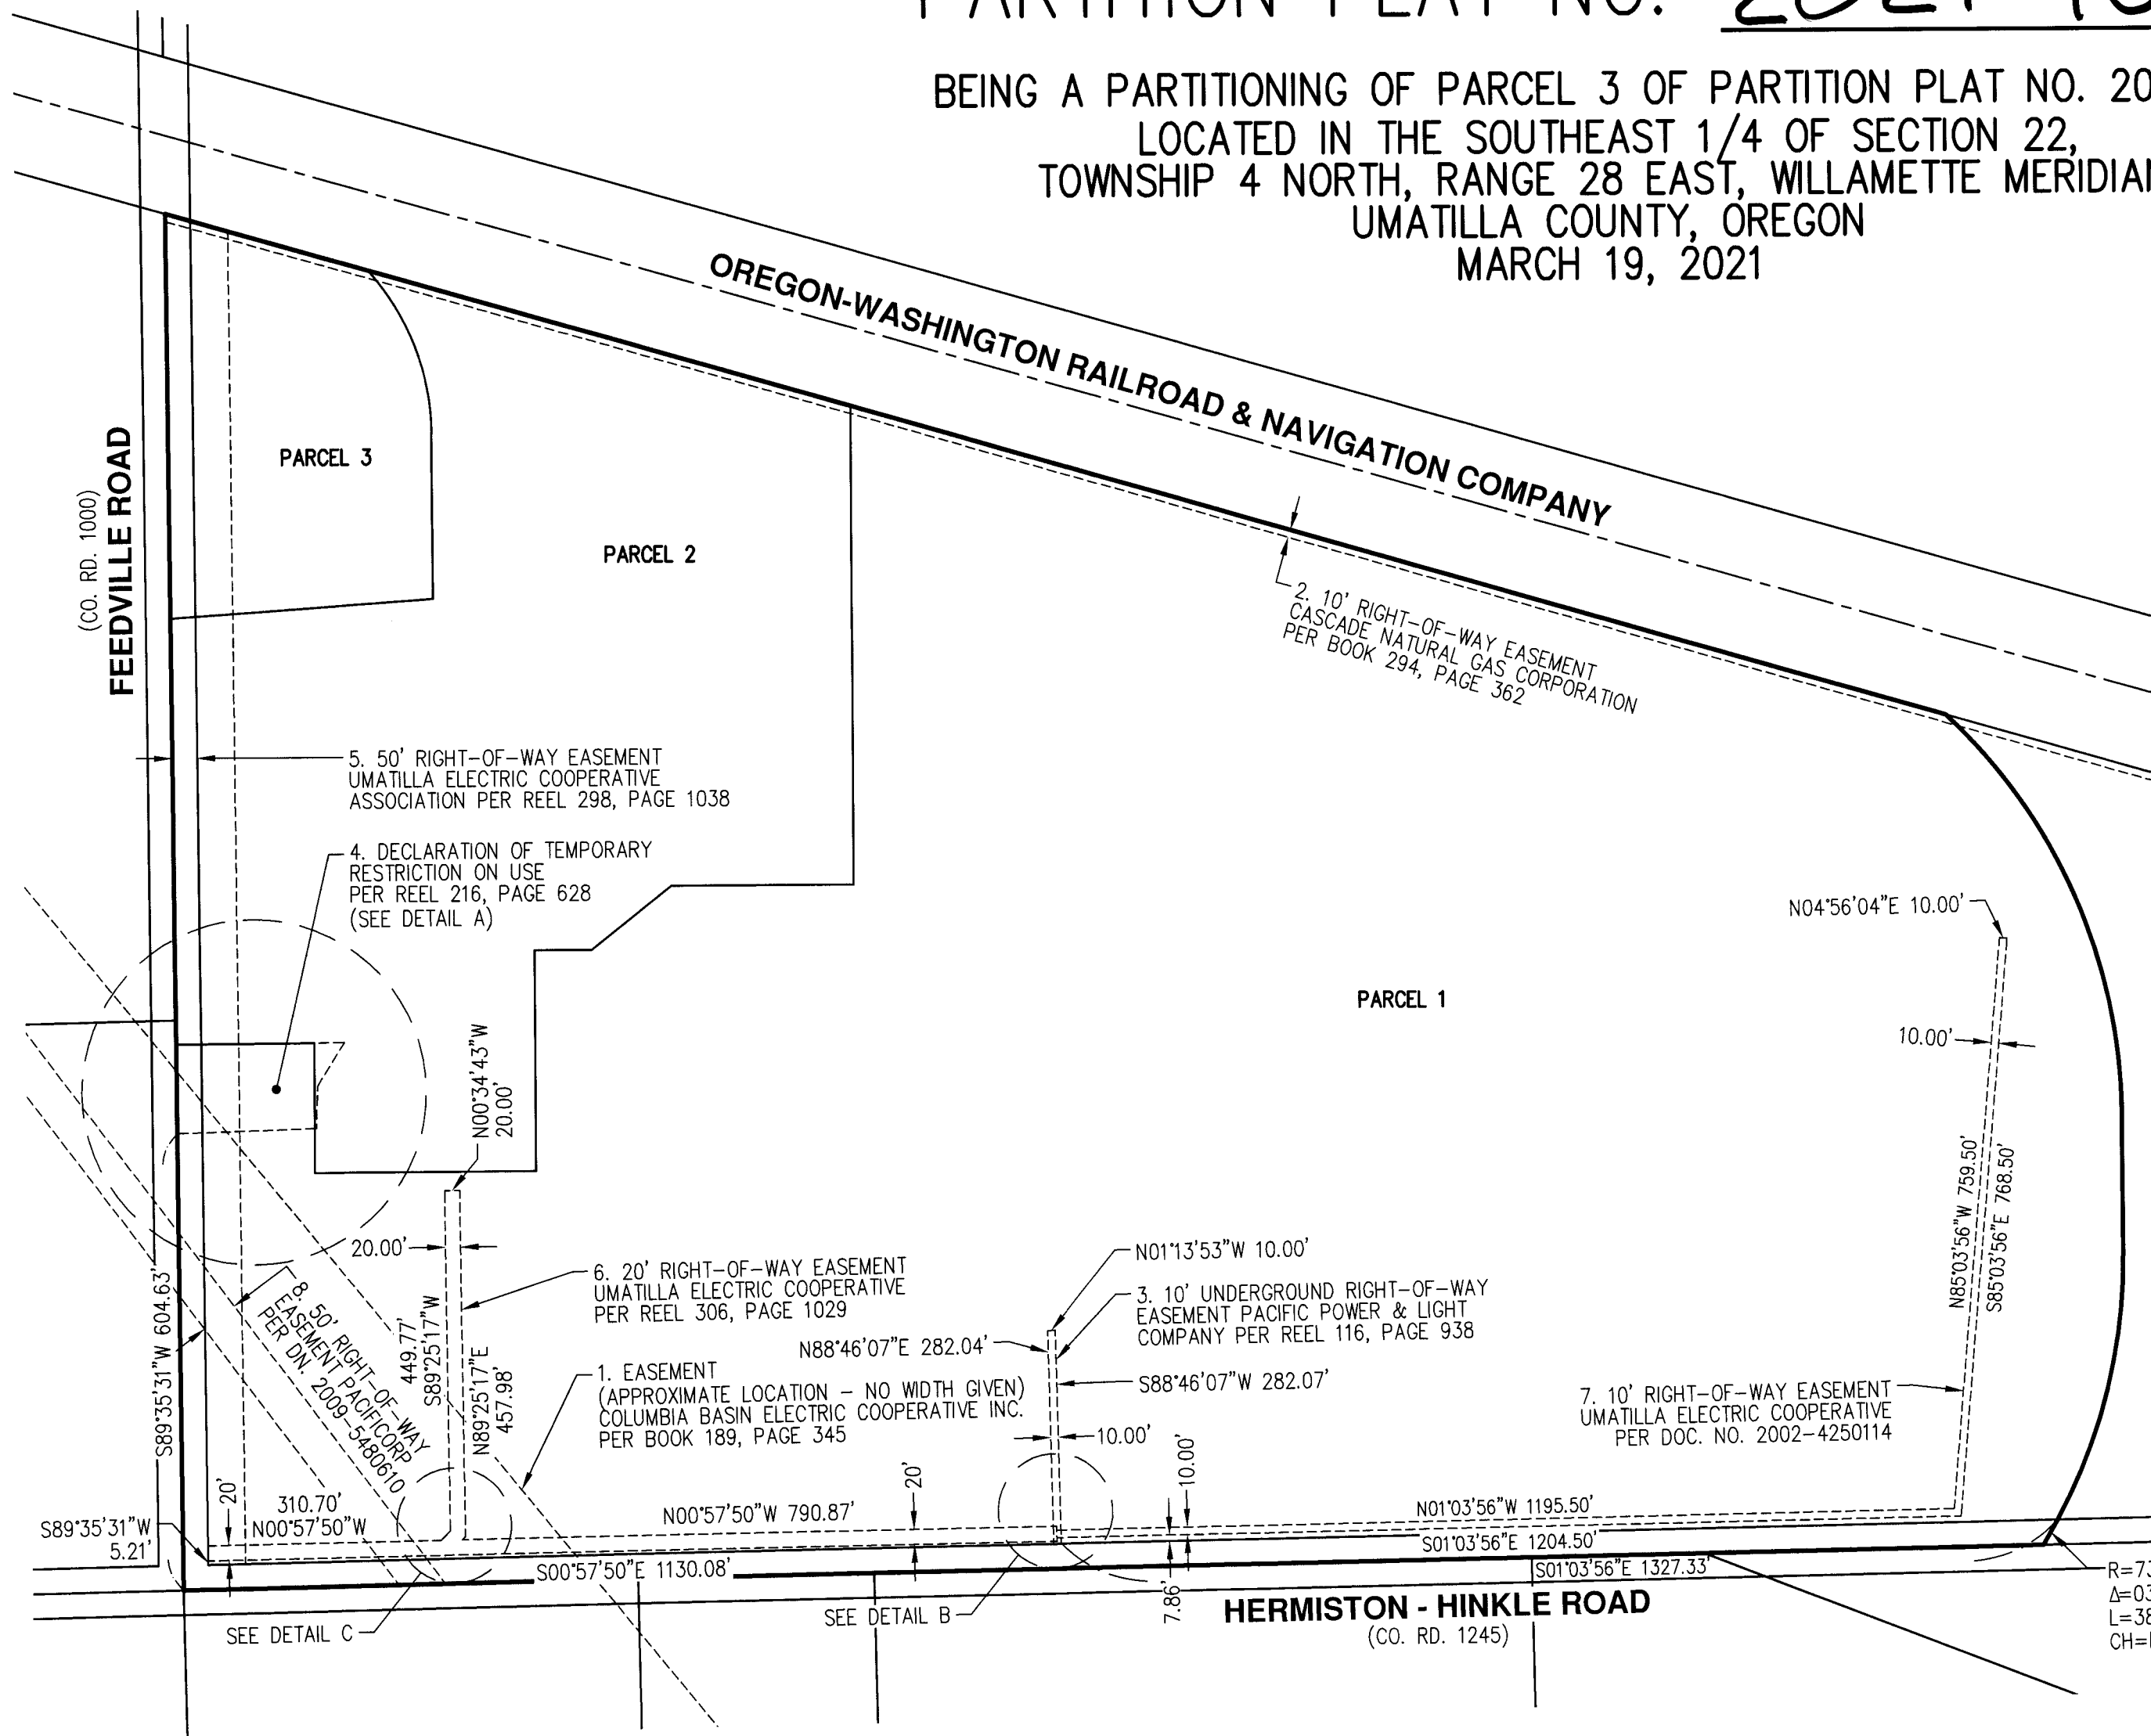 PARTITION PLAT NO. 2021-
BEING A PARTITIONING OF PARCEL 3 OF PARTITION PLAT NO. 20
LOCATED IN THE SOUTHEAST 1/4 OF SECTION 22,
TOWNSHIP 4 NORTH, RANGE 28 EAST, WILLAMETTE MERIDIAN
UMATILLA COUNTY, OREGON
MARCH 19, 2021
OREGON-WASHINGTON RAILROAD & NAVIGATION COMPANY
FEEDVILLE ROAD
(CO. RD. 1000)
PARCEL 3
PARCEL 2
2. 10' RIGHT-OF-WAY EASEMENT
CASCADE NATURAL GAS CORPORATION
PER BOOK 294, PAGE 362
5. 50' RIGHT-OF-WAY EASEMENT
UMATILLA ELECTRIC COOPERATIVE
ASSOCIATION PER REEL 298, PAGE 1038
4. DECLARATION OF TEMPORARY
RESTRICTION ON USE
PER REEL 216, PAGE 628
(SEE DETAIL A)
N04°56'04"E 10.00'
PARCEL 1
10.00'
N00°34'43"W
20.00'
N85°03'56"W 759.50'
S85°03'56"E 768.50'
20.00'
6. 20' RIGHT-OF-WAY EASEMENT
UMATILLA ELECTRIC COOPERATIVE
PER REEL 306, PAGE 1029
N01°13'53"W 10.00'
3. 10' UNDERGROUND RIGHT-OF-WAY
EASEMENT PACIFIC POWER & LIGHT
COMPANY PER REEL 116, PAGE 938
N88°46'07"E 282.04'
S88°46'07"W 282.07'
S89°35'31"W 604.63'
8. 50' RIGHT-OF-WAY
EASEMENT PACIFICORP
PER DN. 2009-5480610
449.77'
S89°25'17"W
N89°25'17"E
457.98'
1. EASEMENT
(APPROXIMATE LOCATION - NO WIDTH GIVEN)
COLUMBIA BASIN ELECTRIC COOPERATIVE INC.
PER BOOK 189, PAGE 345
10.00'
7. 10' RIGHT-OF-WAY EASEMENT
UMATILLA ELECTRIC COOPERATIVE
PER DOC. NO. 2002-4250114
20'
310.70'
N00°57'50"W
N00°57'50"W 790.87'
20'
10.00'
N01°03'56"W 1195.50'
S89°35'31"W
5.21'
S00°57'50"E 1130.08'
S01°03'56"E 1204.50'
S01°03'56"E 1327.33'
7.86'
SEE DETAIL C
SEE DETAIL B
HERMISTON - HINKLE ROAD
(CO. RD. 1245)
R=73
Δ=03
L=38
CH=